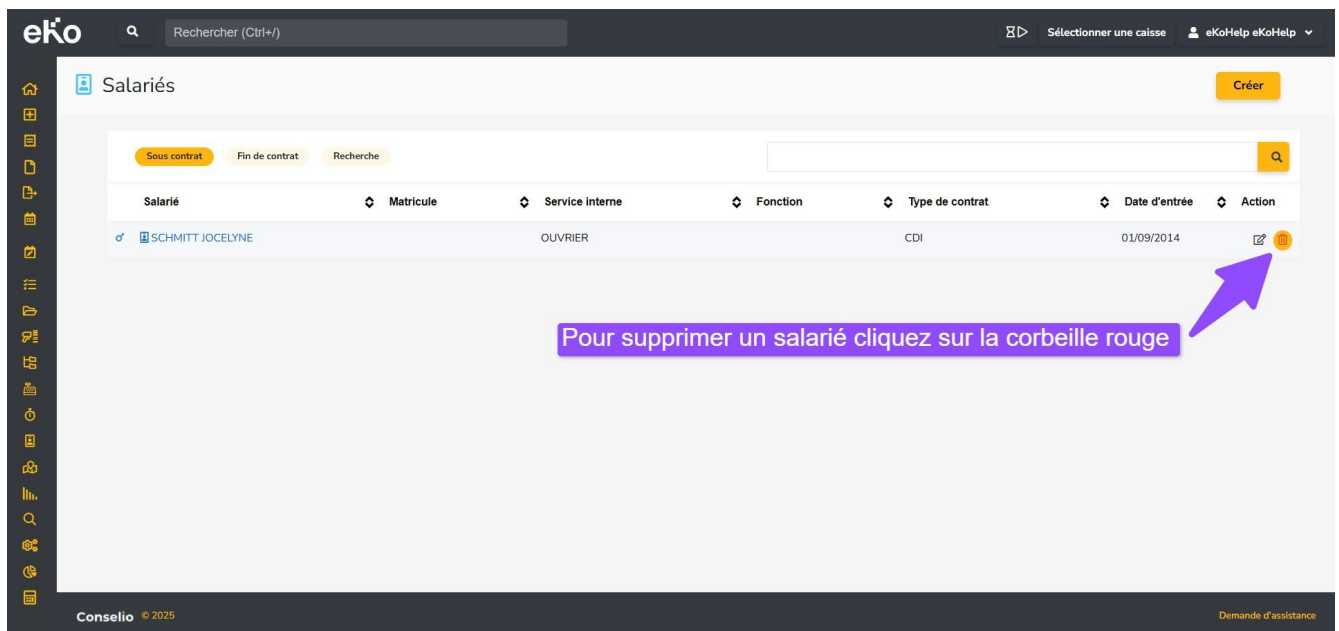 eKo
Rechercher (Ctrl+/)
Sélectionner une caisse
eKoHelp eKoHelp
Salariés
Créer
Sous contrat
Fin de contrat
Recherche
Salarié
Matricule
Service interne
Fonction
Type de contrat
Date d'entrée
Action
SCHMITT JOCELYNE
OUVRIER
CDI
01/09/2014
Pour supprimer un salarié cliquez sur la corbeille rouge
Conselio © 2025
Demande d'assistance